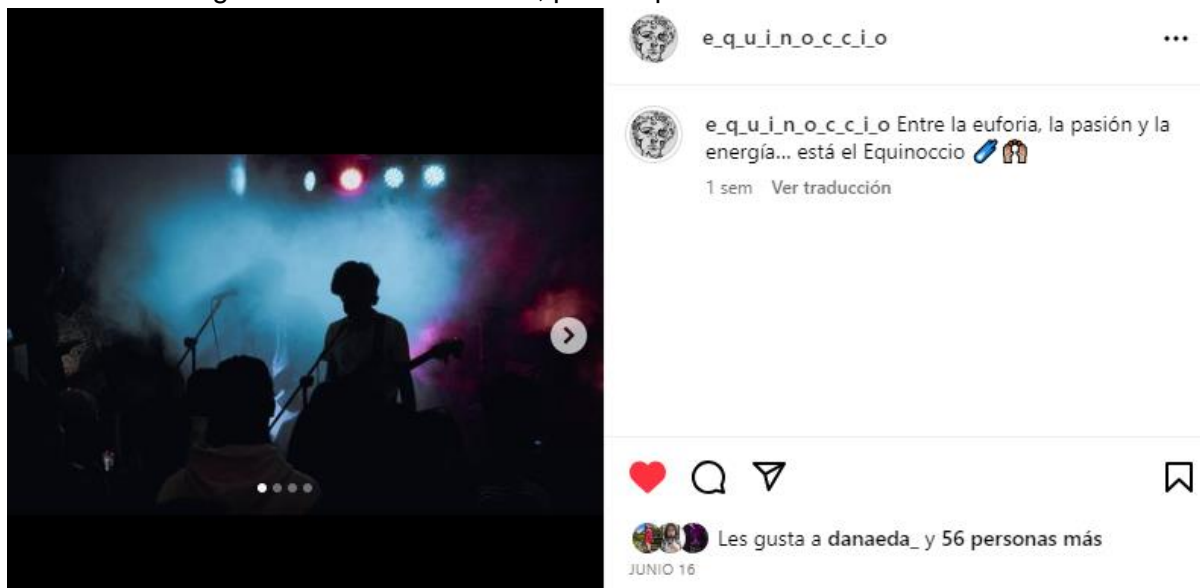 e_q_u_i_n_o_c_c_i_o
e_q_u_i_n_o_c_c_i_o Entre la euforia, la pasión y la
energía... está el Equinoccio
1 sem Ver traducción
Les gusta a danaeda_ y 56 personas más
JUNIO 16